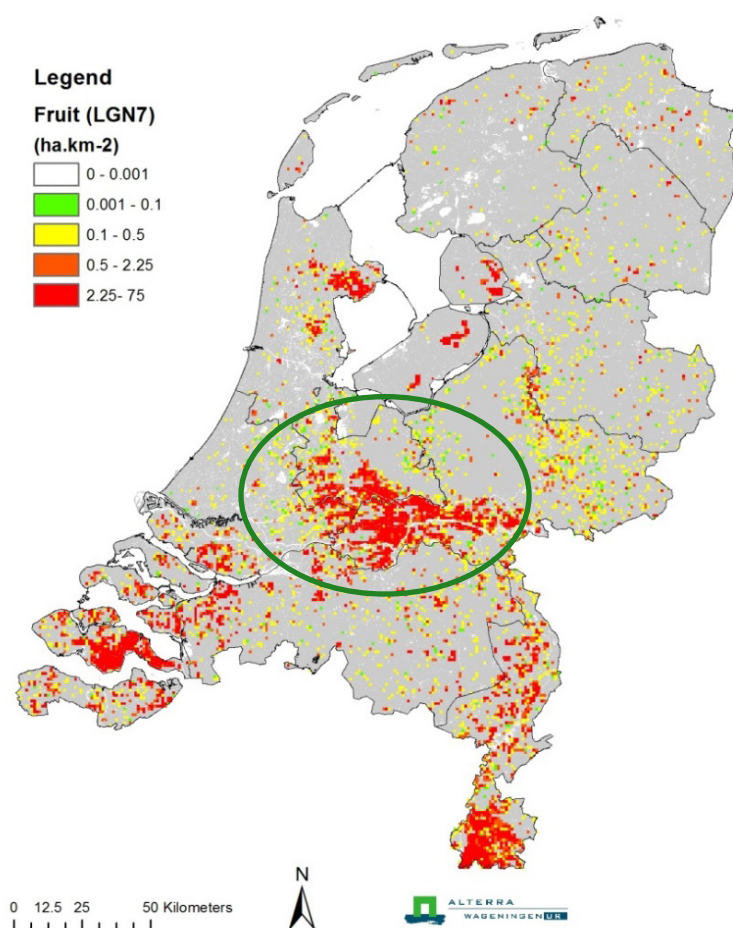 Legend
Fruit (LGN7)
(ha.km-2)
0 - 0.001
0.001 - 0.1
0.1 - 0.5
0.5 - 2.25
2.25- 75
0 12.5 25 50 Kilometers
N
ALTERRA
WAGENINGEN UR